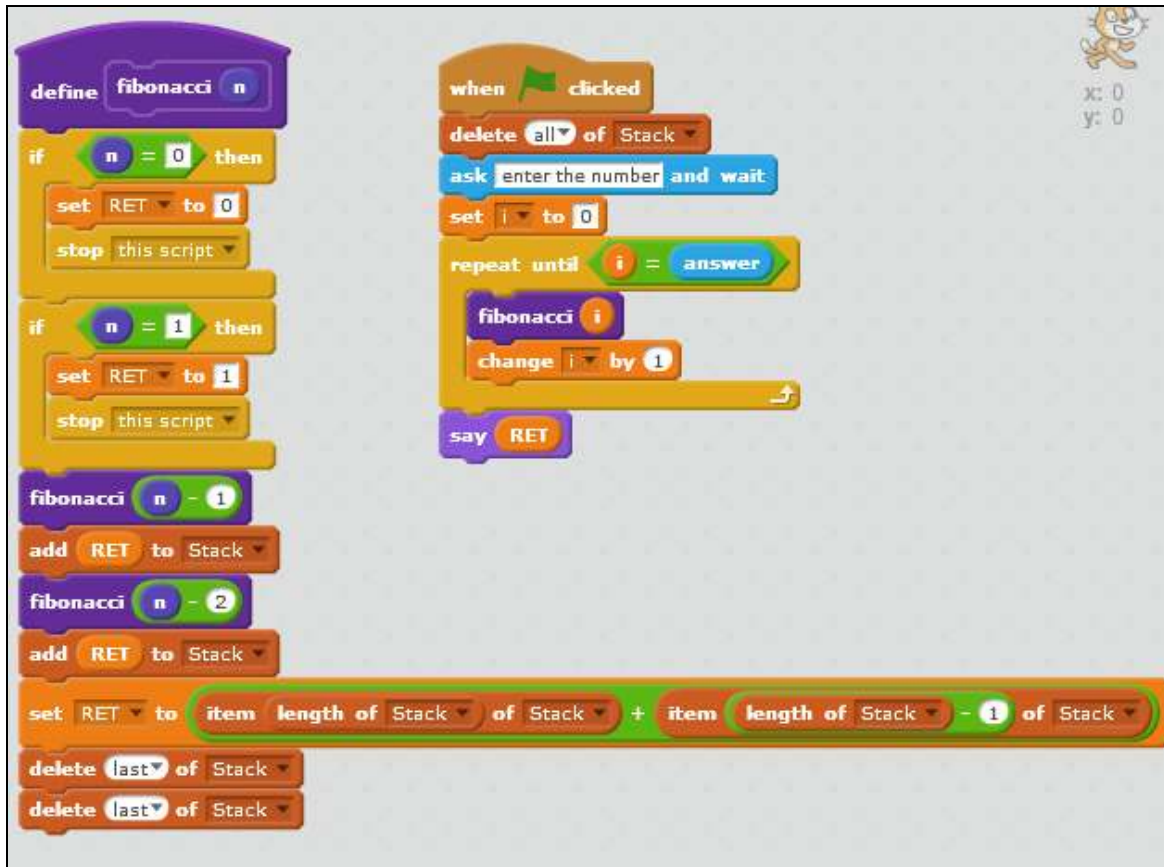 define fibonacci n
if n = 0 then
set RET to 0
stop this script
if n = 1 then
set RET to 1
stop this script
fibonacci n - 1
add RET to Stack
fibonacci n - 2
add RET to Stack
set RET to item length of Stack of Stack + item length of Stack - 1 of Stack
delete last of Stack
delete last of Stack
when clicked
delete all of Stack
ask enter the number and wait
set i to 0
repeat until i = answer
fibonacci i
change i by 1
say RET
x: 0
y: 0